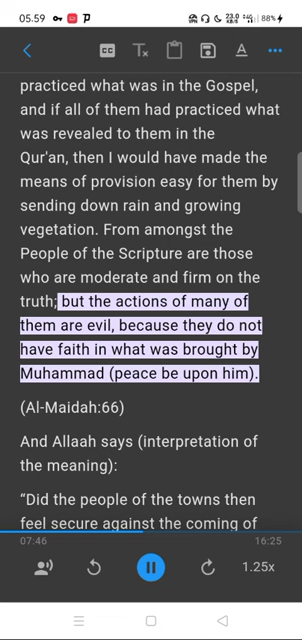 05.59
23.0 KB/S
88%
CC
practiced what was in the Gospel,
and if all of them had practiced what
was revealed to them in the
Qur'an, then I would have made the
means of provision easy for them by
sending down rain and growing
vegetation. From amongst the
People of the Scripture are those
who are moderate and firm on the
truth; but the actions of many of
them are evil, because they do not
have faith in what was brought by
Muhammad (peace be upon him).
(Al-Maidah:66)
And Allaah says (interpretation of
the meaning):
“Did the people of the towns then
feel secure against the coming of
07:46
16:25
1.25x